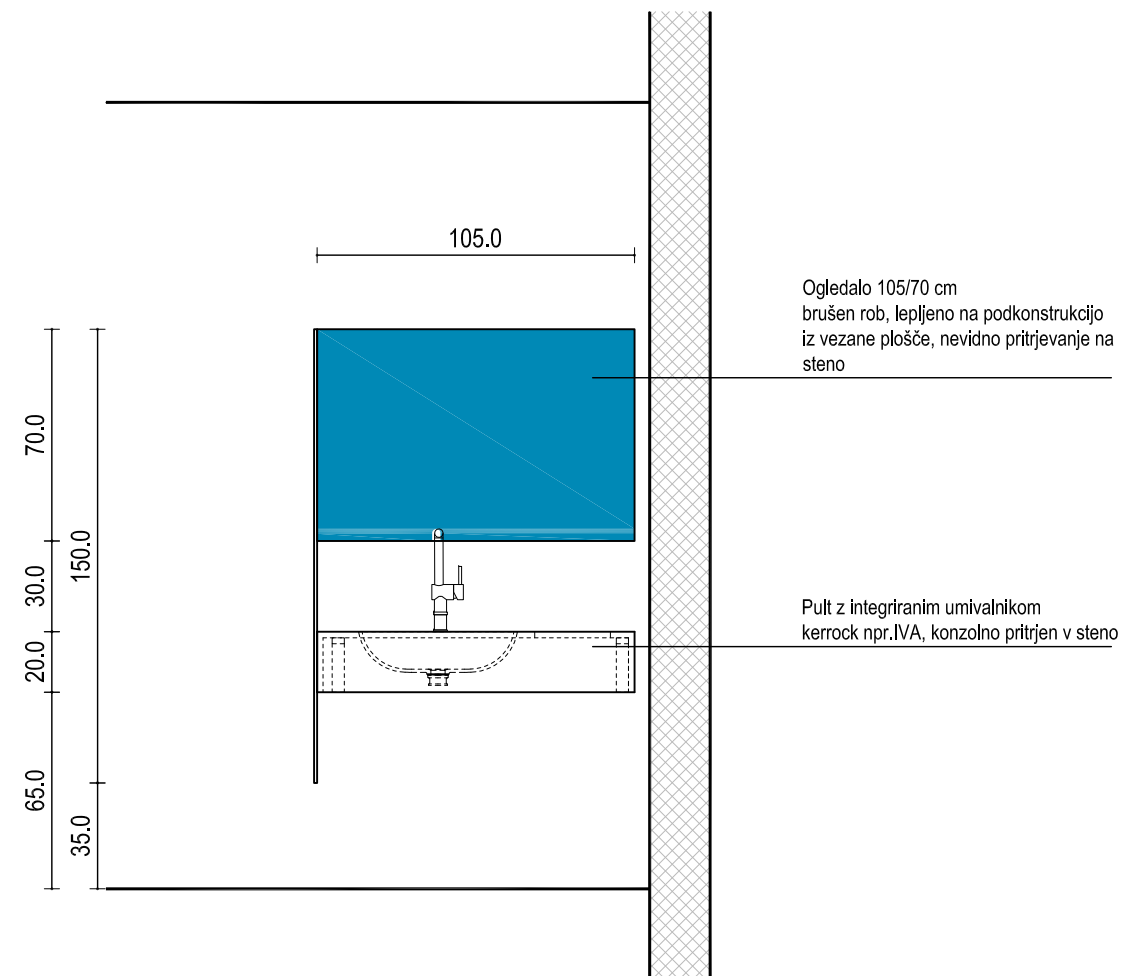 105.0
Ogledalo 105/70 cm
brušen rob, lepljeno na podkonstrukcijo
iz vezane plošče, nevidno pritrjevanje na
steno
70.0
150.0
30.0
20.0
65.0
35.0
Pult z integriranim umivalnikom
kerrock npr.IVA, konzolno pritrjen v steno